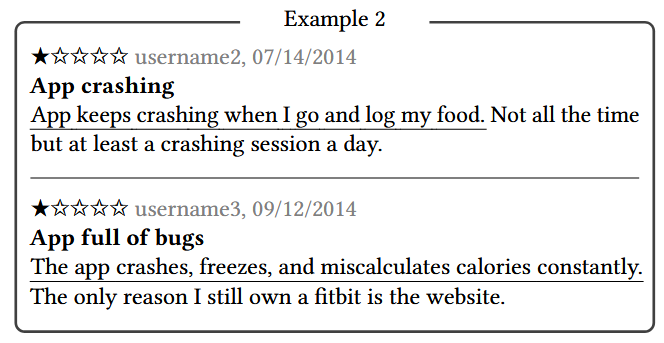 Example 2
★☆☆☆☆ username2, 07/14/2014
App crashing
App keeps crashing when I go and log my food. Not all the time
but at least a crashing session a day.
★☆☆☆☆ username3, 09/12/2014
App full of bugs
The app crashes, freezes, and miscalculates calories constantly.
The only reason I still own a fitbit is the website.